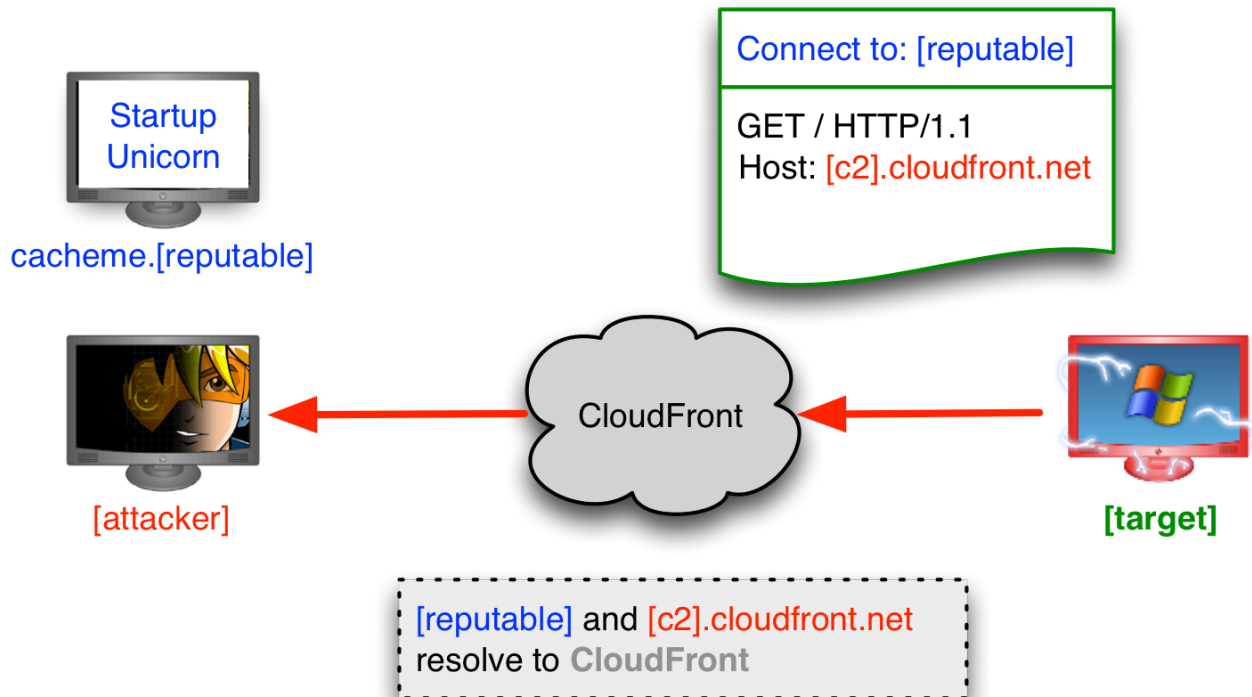 Connect to: [reputable]
GET / HTTP/1.1
Host: [c2].cloudfront.net
Startup
Unicorn
cacheme.[reputable]
CloudFront
[attacker]
[target]
[reputable] and [c2].cloudfront.net
resolve to CloudFront